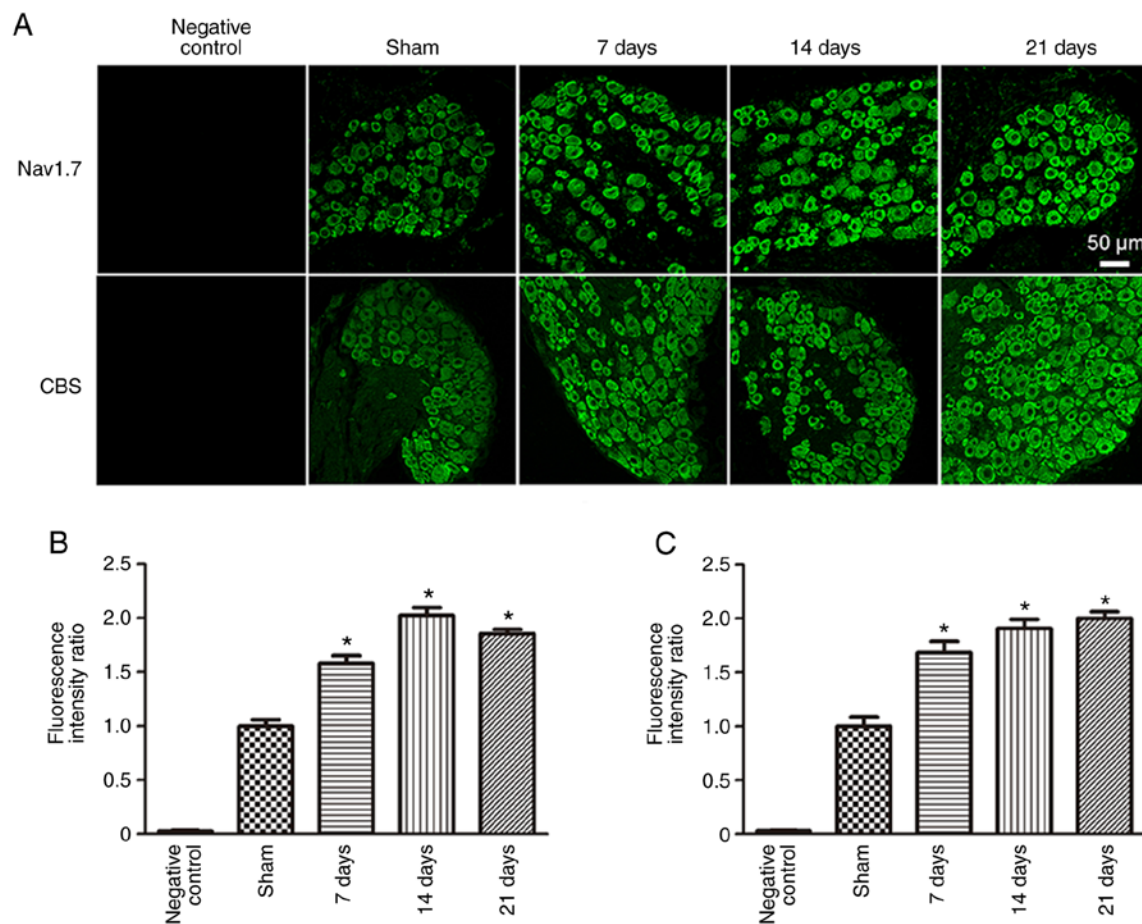 A
Negative
control
Sham
7 days
14 days
21 days
Nav1.7
50 µm
CBS
B
Fluorescence
intensity ratio
2.5
2.0
1.5
1.0
0.5
0
*
*
*
Negative
control
Sham
7 days
14 days
21 days
C
Fluorescence
intensity ratio
2.5
2.0
1.5
1.0
0.5
0
*
*
*
Negative
control
Sham
7 days
14 days
21 days